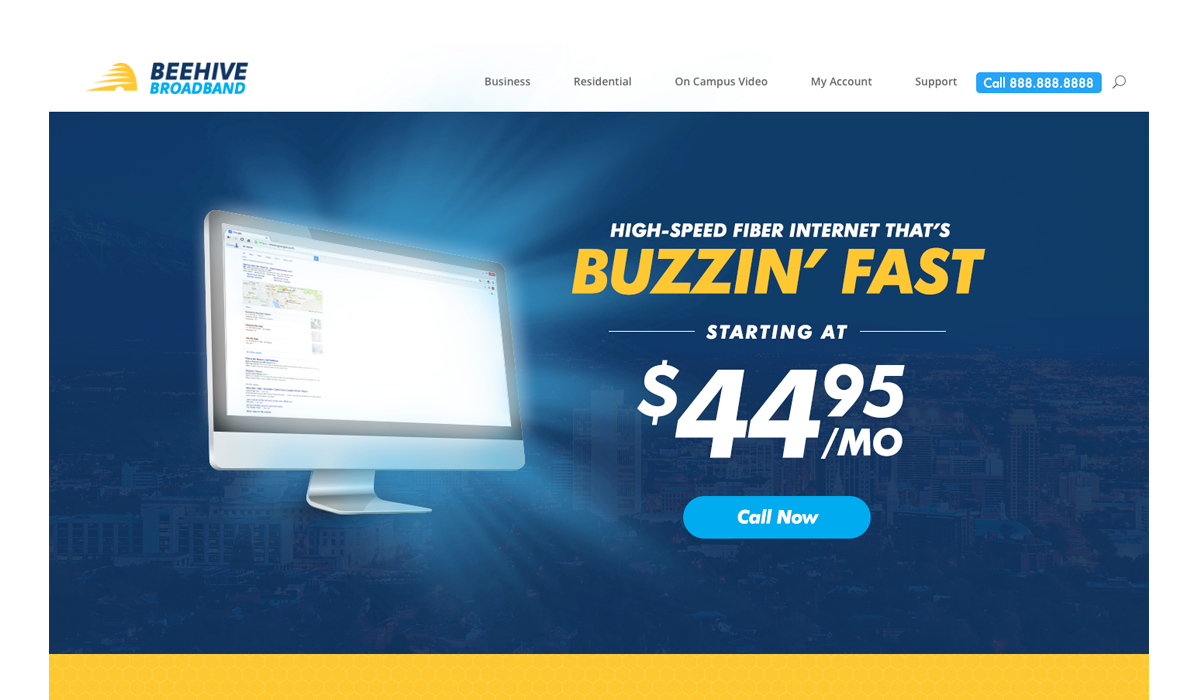 BEEHIVE
BROADBAND
Business
Residential
On Campus Video
My Account
Support
Call 888.888.8888
HIGH-SPEED FIBER INTERNET THAT'S
BUZZIN' FAST
STARTING AT
$44.95
/MO
Call Now